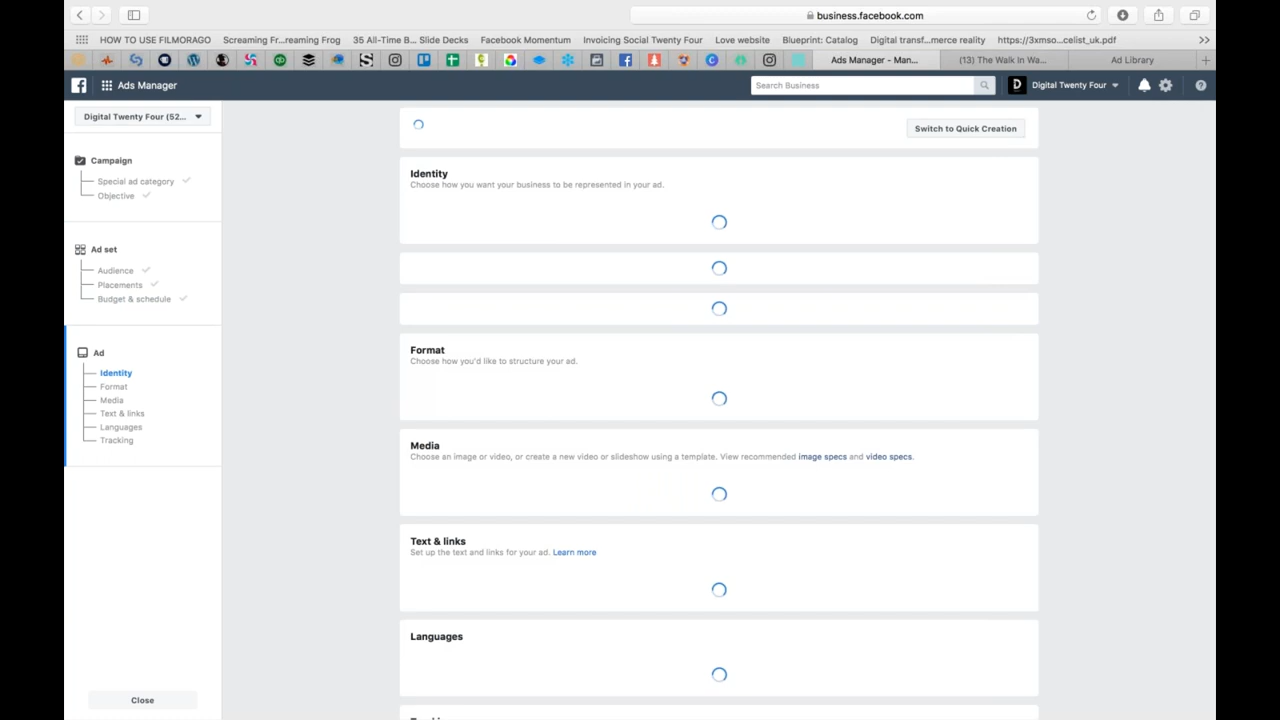 business.facebook.com
HOW TO USE FILMORAGO Screaming Fr...reaming Frog 35 All-Time B... Slide Decks Facebook Momentum Invoicing Social Twenty Four Love website Blueprint: Catalog Digital transf...merce reality https://3xmso...celist_uk.pdf
Ads Manager - Man... (13) The Walk In Wa... Ad Library
Ads Manager Search Business Digital Twenty Four
Digital Twenty Four (52...
Switch to Quick Creation
Campaign
Special ad category
Objective
Ad set
Audience
Placements
Budget & schedule
Ad
Identity
Format
Media
Text & links
Languages
Tracking
Close
Identity
Choose how you want your business to be represented in your ad.
Format
Choose how you'd like to structure your ad.
Media
Choose an image or video, or create a new video or slideshow using a template. View recommended image specs and video specs.
Text & links
Set up the text and links for your ad. Learn more
Languages